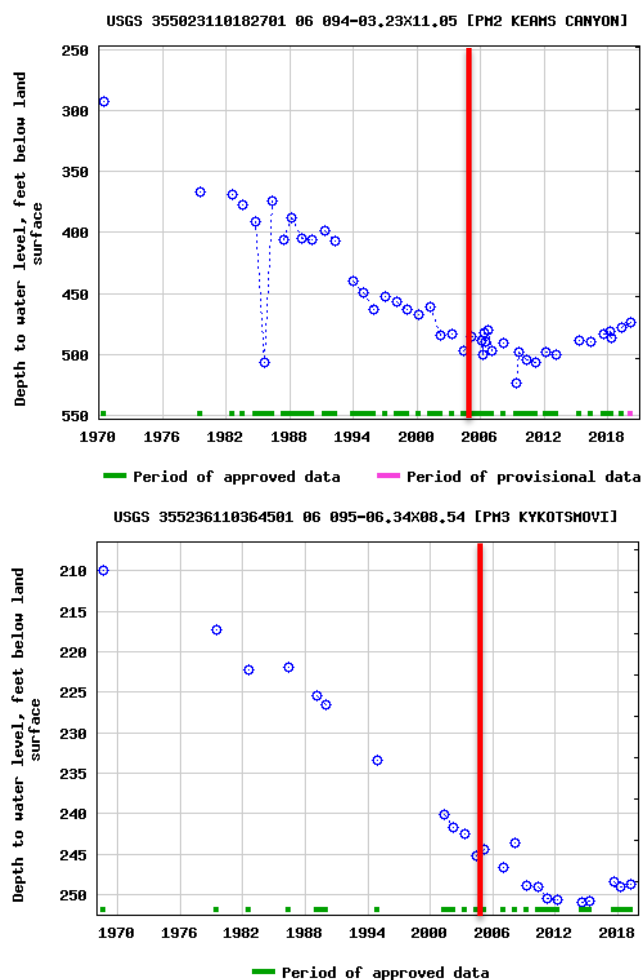 USGS 355023110182701 06 094-03.23X11.05 [PM2 KEAMS CANYON]
Depth to water level, feet below land
surface
250
300
350
400
450
500
550
1970 1976 1982 1988 1994 2000 2006 2012 2018
Period of approved data Period of provisional data
USGS 355236110364501 06 095-06.34X08.54 [PM3 KYKOTSMOVI]
Depth to water level, feet below land
surface
210
215
220
225
230
235
240
245
250
1970 1976 1982 1988 1994 2000 2006 2012 2018
Period of approved data